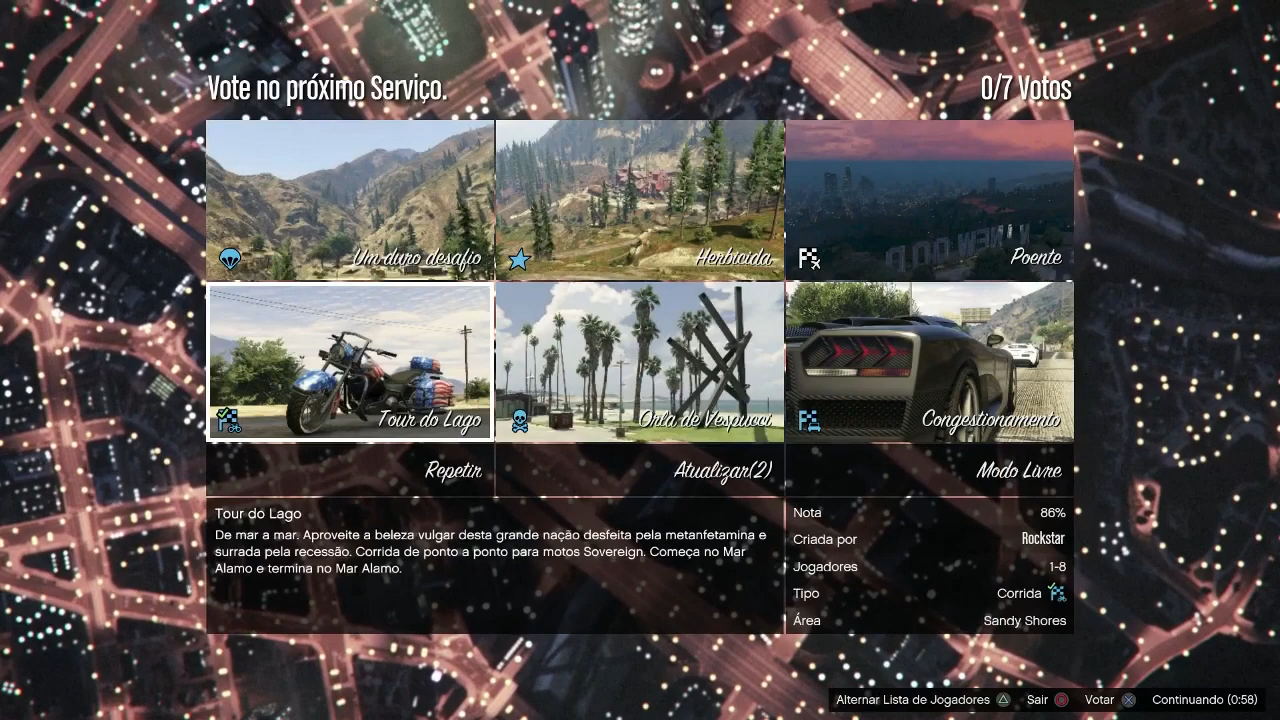 Vote no próximo Serviço.
0/7 Votos
Um duro desafio
Herbicida
Poente
Tour do Lago
Orla de Vespucci
Congestionamento
Repetir
Atualizar(2)
Modo Livre
Tour do Lago
De mar a mar. Aproveite a beleza vulgar desta grande nação desfeita pela metanfetamina e
surrada pela recessão. Corrida de ponto a ponto para motos Sovereign. Começa no Mar
Alamo e termina no Mar Alamo.
Nota 86%
Criada por Rockstar
Jogadores 1-8
Tipo Corrida
Área Sandy Shores
Alternar Lista de Jogadores Sair Votar Continuando (0:58)